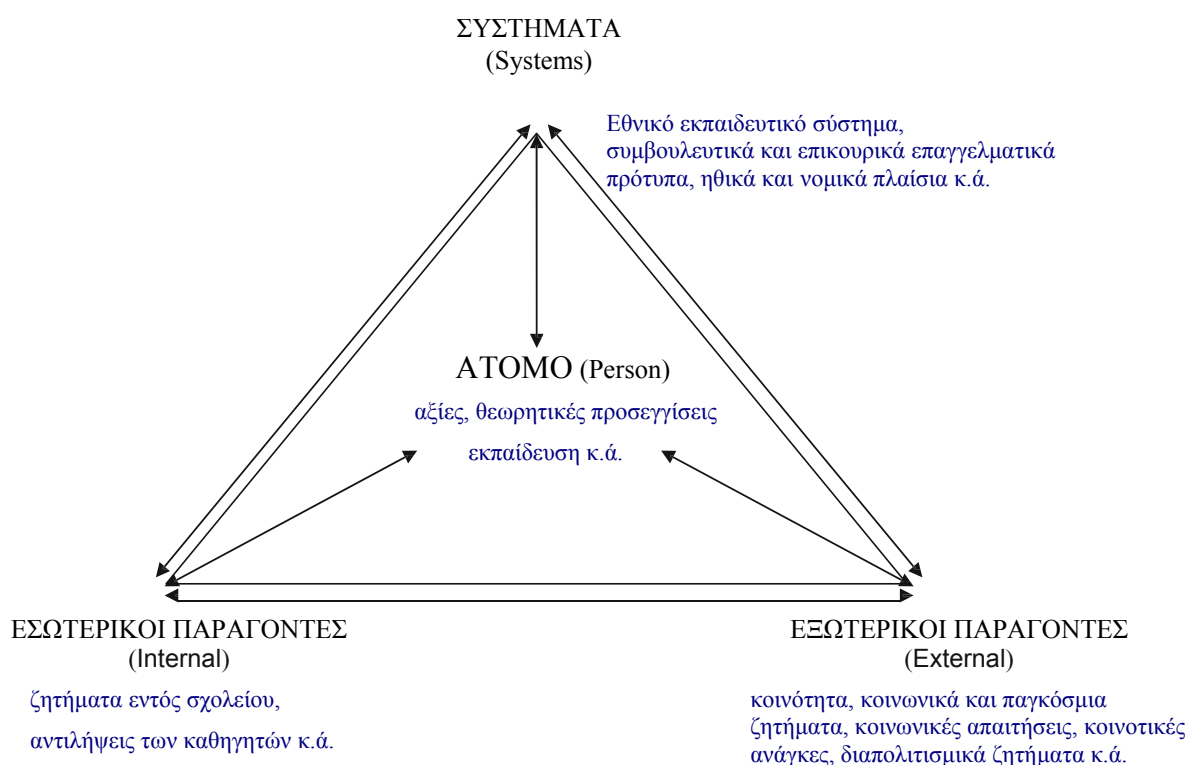 ΣΥΣΤΗΜΑΤΑ
(Systems)
Εθνικό εκπαιδευτικό σύστημα,
συμβουλευτικά και επικουρικά επαγγελματικά
πρότυπα, ηθικά και νομικά πλαίσια κ.ά.
ΑΤΟΜΟ (Person)
αξίες, θεωρητικές προσεγγίσεις
εκπαίδευση κ.ά.
ΕΣΩΤΕΡΙΚΟΙ ΠΑΡΑΓΟΝΤΕΣ
(Internal)
ζητήματα εντός σχολείου,
αντιλήψεις των καθηγητών κ.ά.
ΕΞΩΤΕΡΙΚΟΙ ΠΑΡΑΓΟΝΤΕΣ
(External)
κοινότητα, κοινωνικά και παγκόσμια
ζητήματα, κοινωνικές απαιτήσεις, κοινοτικές
ανάγκες, διαπολιτισμικά ζητήματα κ.ά.